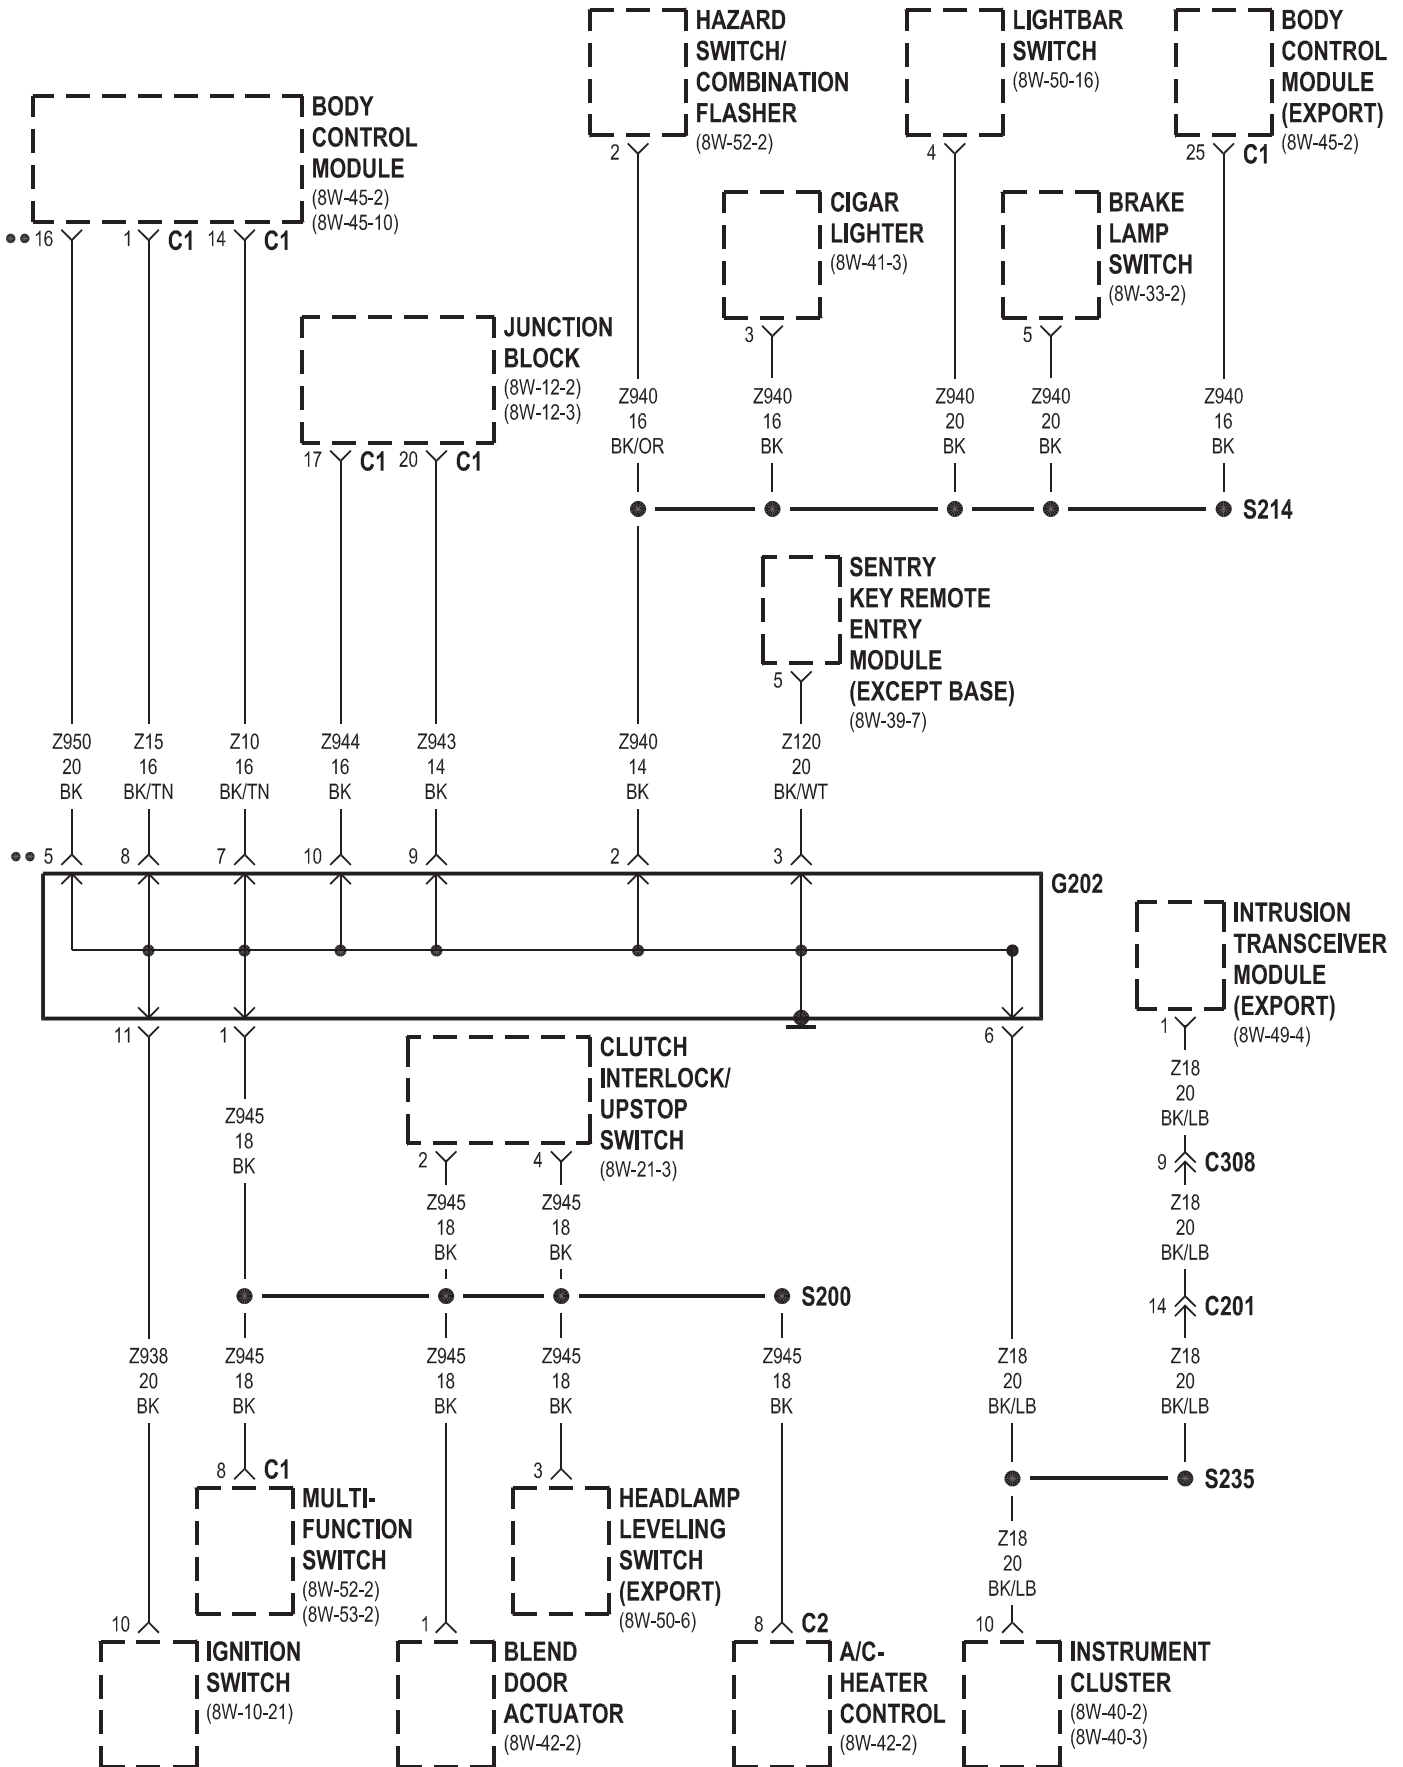 HAZARD
SWITCH/
COMBINATION
FLASHER
(8W-52-2)
2
LIGHTBAR
SWITCH
(8W-50-16)
4
BODY
CONTROL
MODULE
(EXPORT)
(8W-45-2)
25 C1
BODY
CONTROL
MODULE
(8W-45-2)
(8W-45-10)
•• 16
1 C1
14 C1
CIGAR
LIGHTER
(8W-41-3)
3
BRAKE
LAMP
SWITCH
(8W-33-2)
5
JUNCTION
BLOCK
(8W-12-2)
(8W-12-3)
17 C1
20 C1
Z940
16
BK/OR
Z940
16
BK
Z940
20
BK
Z940
20
BK
Z940
16
BK
S214
SENTRY
KEY REMOTE
ENTRY
MODULE
(EXCEPT BASE)
(8W-39-7)
5
Z950
20
BK
Z15
16
BK/TN
Z10
16
BK/TN
Z944
16
BK
Z943
14
BK
Z940
14
BK
Z120
20
BK/WT
•• 5
8
7
10
9
2
3
G202
11
1
6
INTRUSION
TRANSCEIVER
MODULE
(EXPORT)
(8W-49-4)
1
Z18
20
BK/LB
9 C308
Z18
20
BK/LB
14 C201
CLUTCH
INTERLOCK/
UPSTOP
SWITCH
(8W-21-3)
2
4
Z945
18
BK
Z945
18
BK
Z945
18
BK
S200
Z938
20
BK
Z945
18
BK
Z945
18
BK
Z945
18
BK
Z945
18
BK
Z18
20
BK/LB
Z18
20
BK/LB
S235
8 C1
MULTI-
FUNCTION
SWITCH
(8W-52-2)
(8W-53-2)
3
HEADLAMP
LEVELING
SWITCH
(EXPORT)
(8W-50-6)
Z18
20
BK/LB
10
IGNITION
SWITCH
(8W-10-21)
1
BLEND
DOOR
ACTUATOR
(8W-42-2)
8 C2
A/C-
HEATER
CONTROL
(8W-42-2)
10
INSTRUMENT
CLUSTER
(8W-40-2)
(8W-40-3)